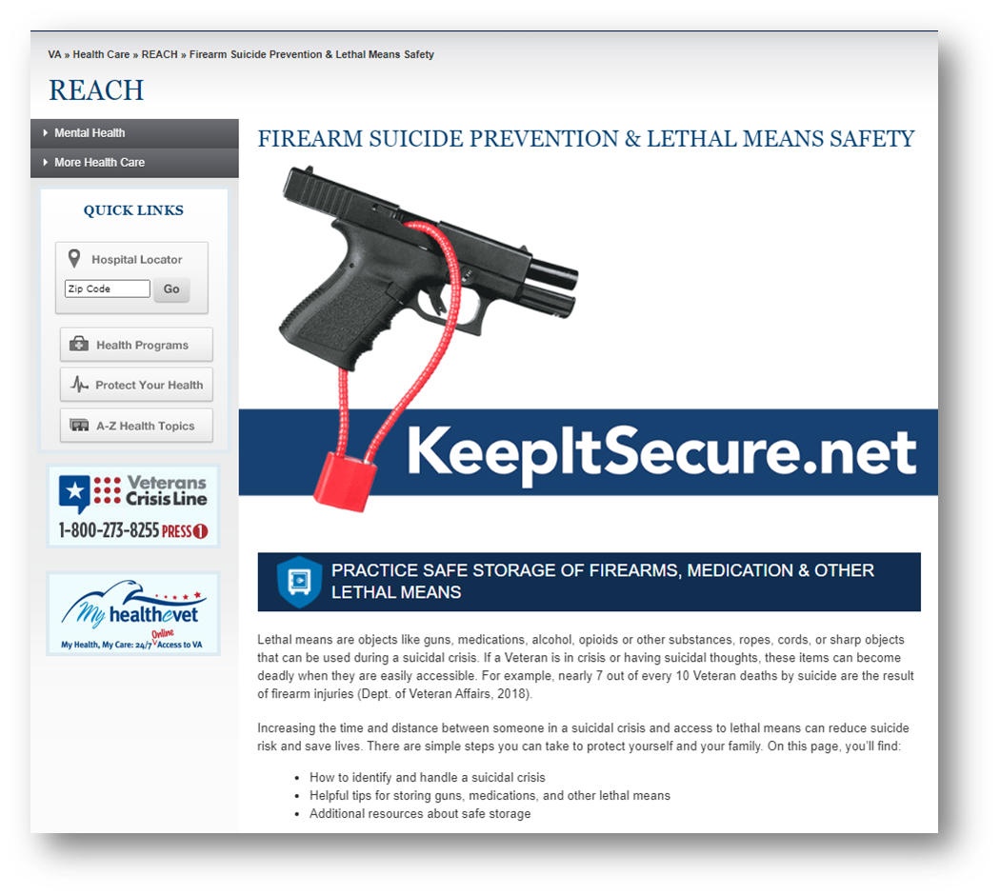 VA » Health Care » REACH » Firearm Suicide Prevention & Lethal Means Safety
REACH
Mental Health
More Health Care
QUICK LINKS
Hospital Locator
Zip Code
Go
Health Programs
Protect Your Health
A-Z Health Topics
Veterans
Crisis Line
1-800-273-8255 PRESS 1
My healthevet
Online
My Health, My Care: 24/7 Access to VA
FIREARM SUICIDE PREVENTION & LETHAL MEANS SAFETY
KeepItSecure.net
PRACTICE SAFE STORAGE OF FIREARMS, MEDICATION & OTHER
LETHAL MEANS
Lethal means are objects like guns, medications, alcohol, opioids or other substances, ropes, cords, or sharp objects
that can be used during a suicidal crisis. If a Veteran is in crisis or having suicidal thoughts, these items can become
deadly when they are easily accessible. For example, nearly 7 out of every 10 Veteran deaths by suicide are the result
of firearm injuries (Dept. of Veteran Affairs, 2018).
Increasing the time and distance between someone in a suicidal crisis and access to lethal means can reduce suicide
risk and save lives. There are simple steps you can take to protect yourself and your family. On this page, you’ll find:
• How to identify and handle a suicidal crisis
• Helpful tips for storing guns, medications, and other lethal means
• Additional resources about safe storage